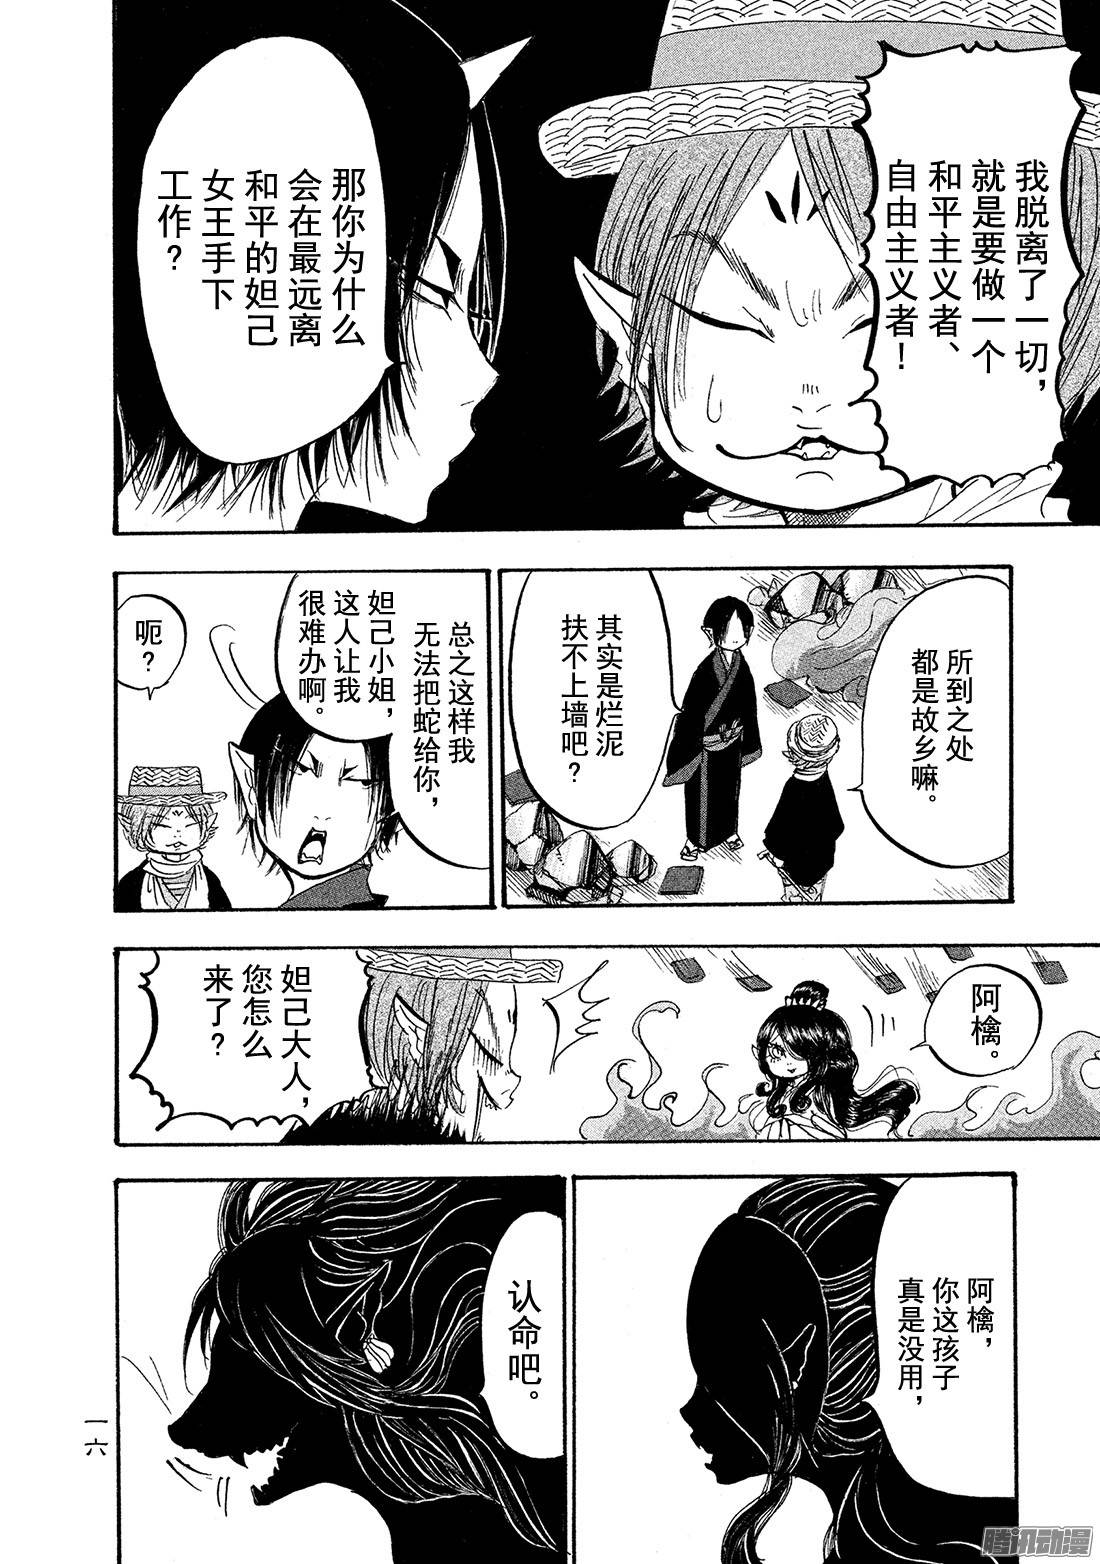 我脱离了一切，
就是要做一个
和平主义者、
自由主义者！
那你为什么
会在最远离
和平的妲己
女王手下
工作？
所到之处
都是故乡嘛。
其实是烂泥
扶不上墙吧？
总之这样我
无法把蛇给你，
妲己小姐，
这人让我
很难办啊。
呃？
阿檎。
妲己大人，
您怎么
来了？
阿檎，
你这孩子
真是没用，
认命吧。
一六
腾讯动漫